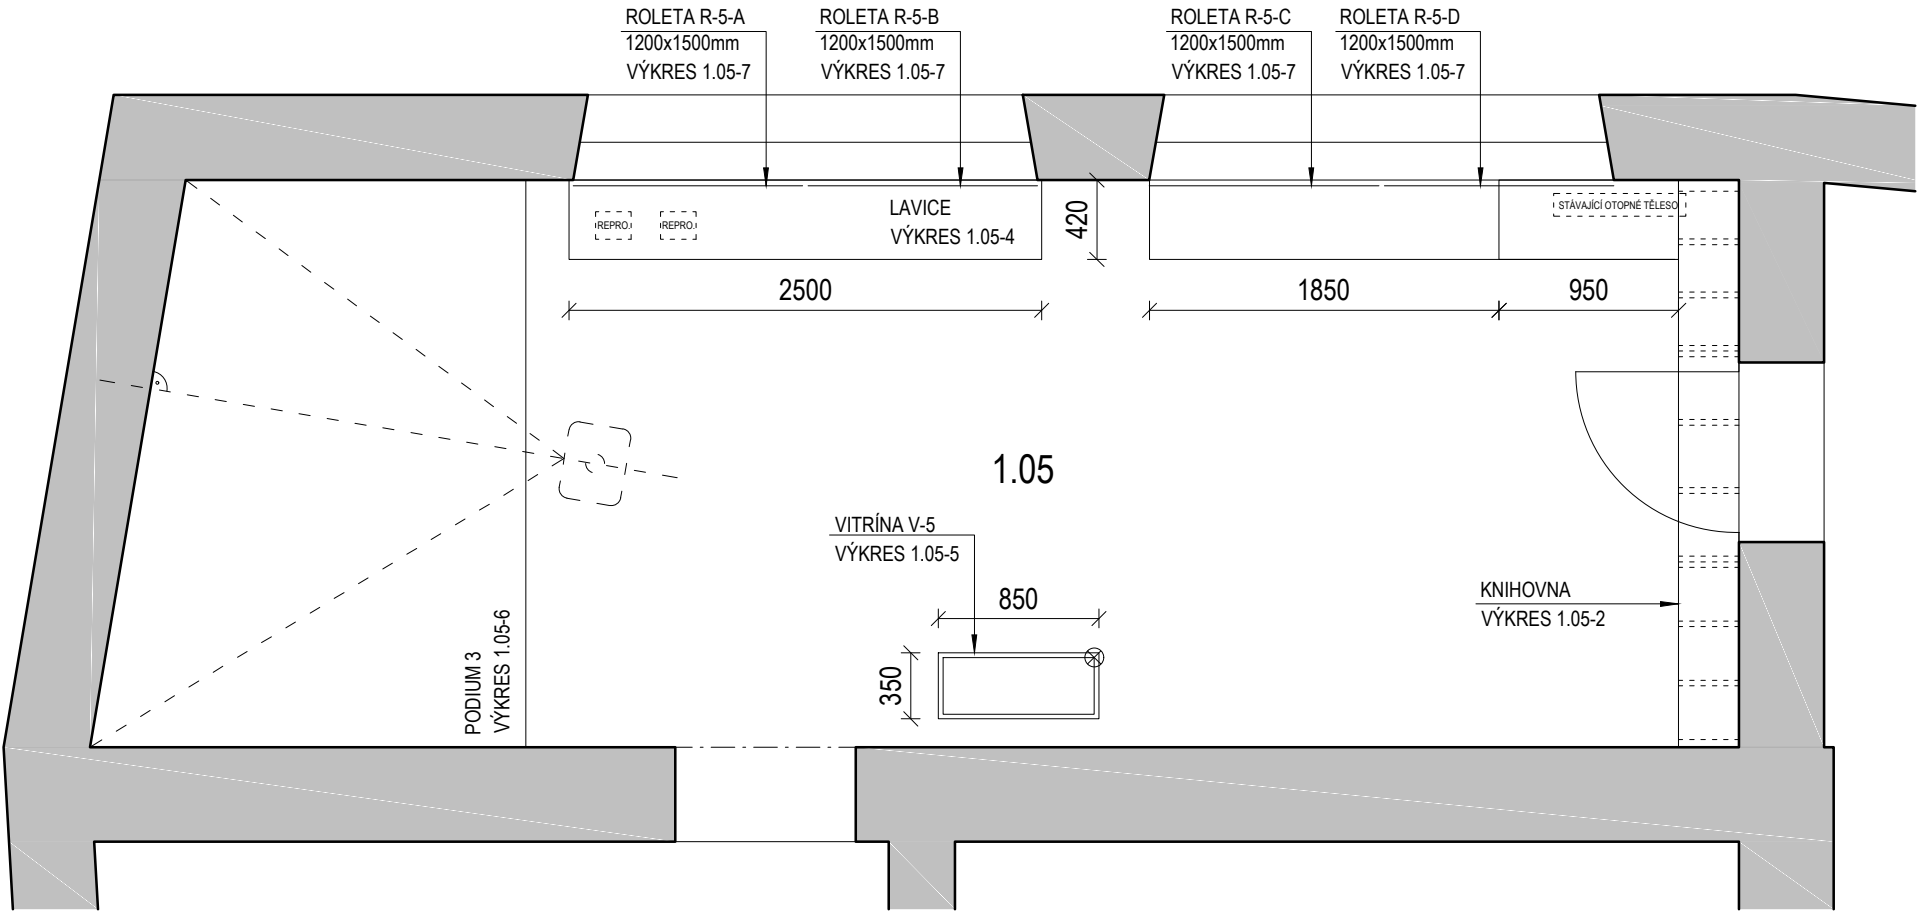 ROLETA R-5-A
1200x1500mm
VÝKRES 1.05-7
ROLETA R-5-B
1200x1500mm
VÝKRES 1.05-7
ROLETA R-5-C
1200x1500mm
VÝKRES 1.05-7
ROLETA R-5-D
1200x1500mm
VÝKRES 1.05-7
REPRO.
REPRO.
LAVICE
VÝKRES 1.05-4
420
STÁVAJÍCÍ OTOPNÉ TĚLESO
2500
1850
950
1.05
VITRÍNA V-5
VÝKRES 1.05-5
850
350
KNIHOVNA
VÝKRES 1.05-2
PODIUM 3
VÝKRES 1.05-6